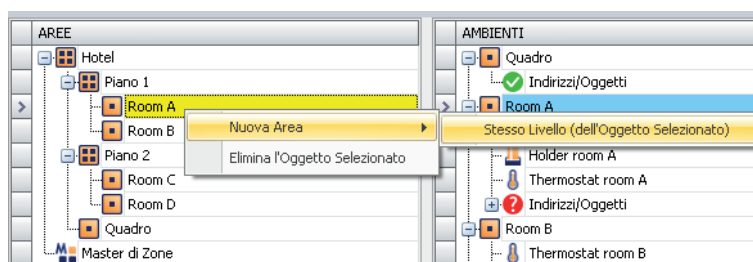 AREE
Hotel
Piano 1
Room A
Room B
Piano 2
Room C
Room D
Quadro
Master di Zone
Nuova Area
Elimina l'Oggetto Selezionato
Stesso Livello (dell'Oggetto Selezionato)
AMBIENTI
Quadro
Indirizzi/Oggetti
Room A
Holder room A
Thermostat room A
Indirizzi/Oggetti
Room B
Thermostat room B